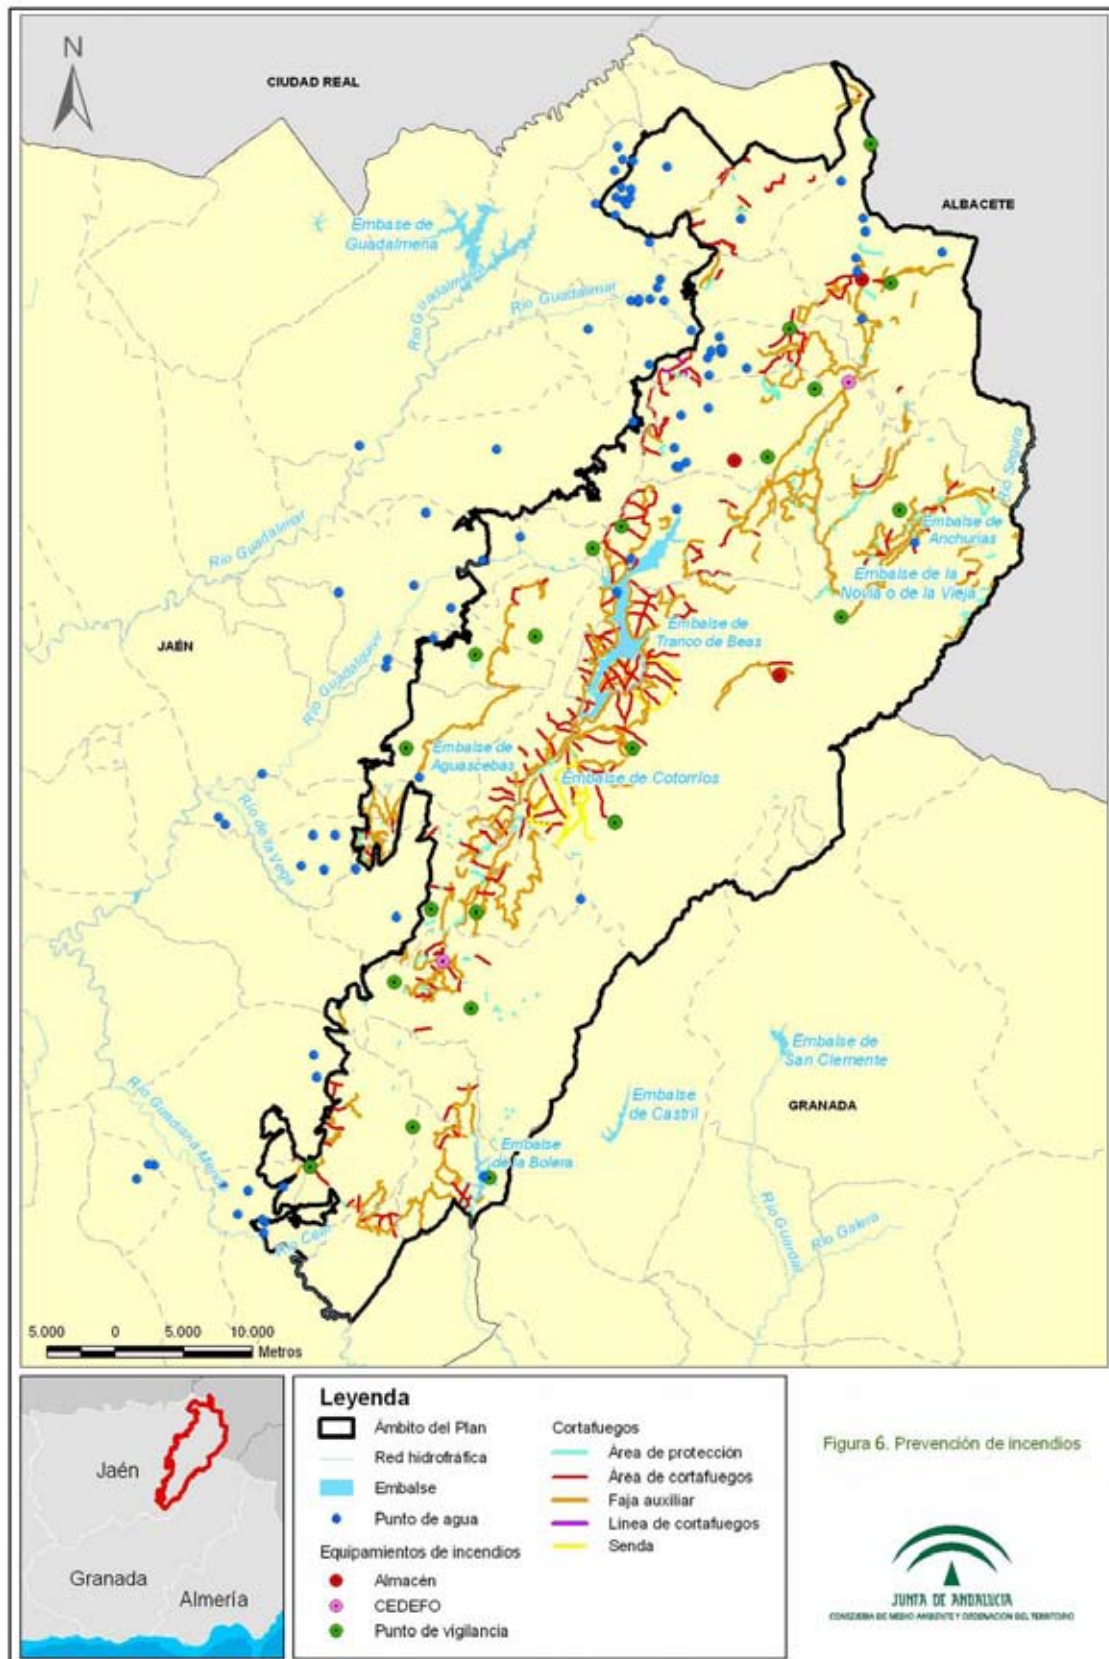 N
CIUDAD REAL
ALBACETE
Embase de
Guadalmena
Río Guadalmena
Río Guadalimar
Río Segura
Embalse de
Anchurias
Embalse de la
Novia o de la Vieja
Río Guadalimar
JAÉN
Embalse de
Tranco de Beas
Río Guadalquivir
Embalse de
Aguascebas
Embalse de Cotorríos
Río de la Vega
Embalse de
San Clemente
Embalse
de Castril
GRANADA
Río Guadiana Menor
Embalse
de la Bolera
Río Ceal
Río Guardal
Río Galera
5.000 0 5.000 10.000
Metros
Jaén
Granada
Almería
Leyenda
Ámbito del Plan
Red hidrofráfica
Embalse
Punto de agua
Equipamientos de incendios
Almacén
CEDEFO
Punto de vigilancia
Cortafuegos
Área de protección
Área de cortafuegos
Faja auxiliar
Linea de cortafuegos
Senda
Figura 6. Prevención de incendios
JUNTA DE ANDALUCIA
CONSEJERIA DE MEDIO AMBIENTE Y ORDENACION DEL TERRITORIO